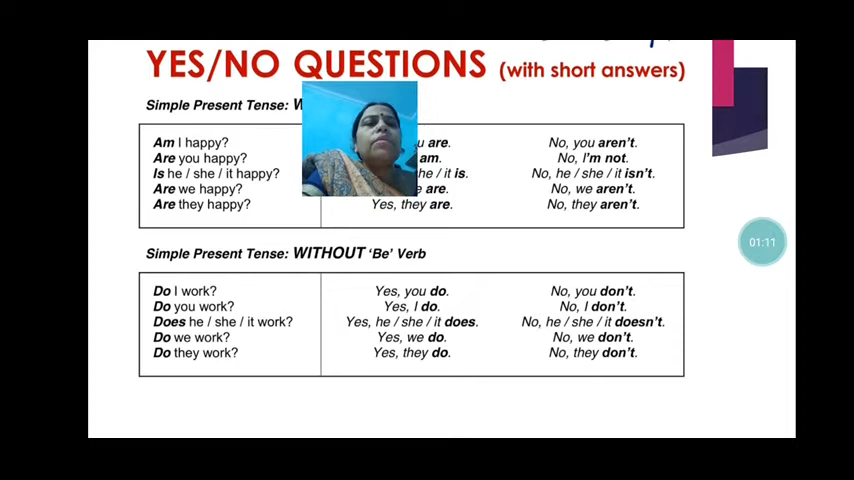 YES/NO QUESTIONS (with short answers)
Simple Present Tense:
Am I happy? are. No, you aren't.
Are you happy? am. No, I'm not.
Is he / she / it happy? he / it is. No, he / she / it isn't.
Are we happy? are. No, we aren't.
Are they happy? Yes, they are. No, they aren't.
01:11
Simple Present Tense: WITHOUT 'Be' Verb
Do I work? Yes, you do. No, you don't.
Do you work? Yes, I do. No, I don't.
Does he / she / it work? Yes, he / she / it does. No, he / she / it doesn't.
Do we work? Yes, we do. No, we don't.
Do they work? Yes, they do. No, they don't.